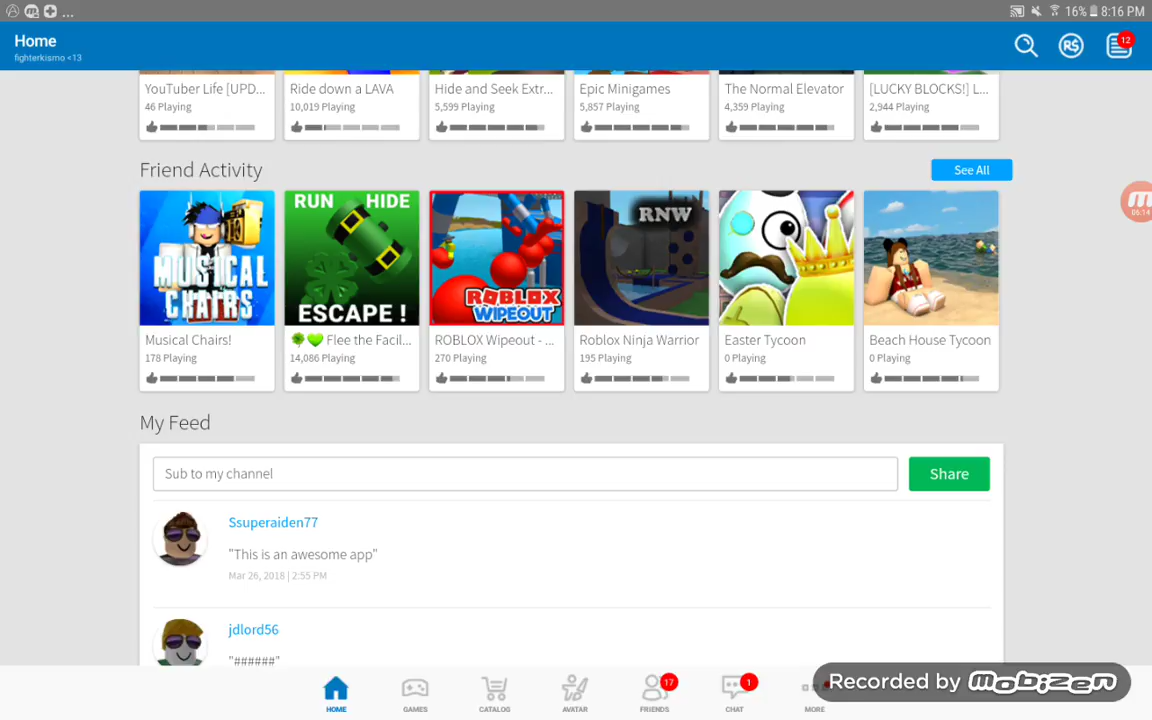 ... 16% 8:16 PM
Home
fighterkismo <13
R$ 12
YouTuber Life [UPD... Ride down a LAVA Hide and Seek Extr... Epic Minigames The Normal Elevator [LUCKY BLOCKS!] L...
46 Playing 10,019 Playing 5,599 Playing 5,857 Playing 4,359 Playing 2,944 Playing
Friend Activity See All
MUSICAL CHAIRS
RUN HIDE
ESCAPE !
ROBLOX WIPEOUT
RNW
06:14
Musical Chairs! 🍀💚 Flee the Facil... ROBLOX Wipeout - ... Roblox Ninja Warrior Easter Tycoon Beach House Tycoon
178 Playing 14,086 Playing 270 Playing 195 Playing 0 Playing 0 Playing
My Feed
Sub to my channel Share
Ssuperaiden77
"This is an awesome app"
Mar 26, 2018 | 2:55 PM
jdlord56
"######"
17 1
HOME GAMES CATALOG AVATAR FRIENDS CHAT MORE
Recorded by mobizen